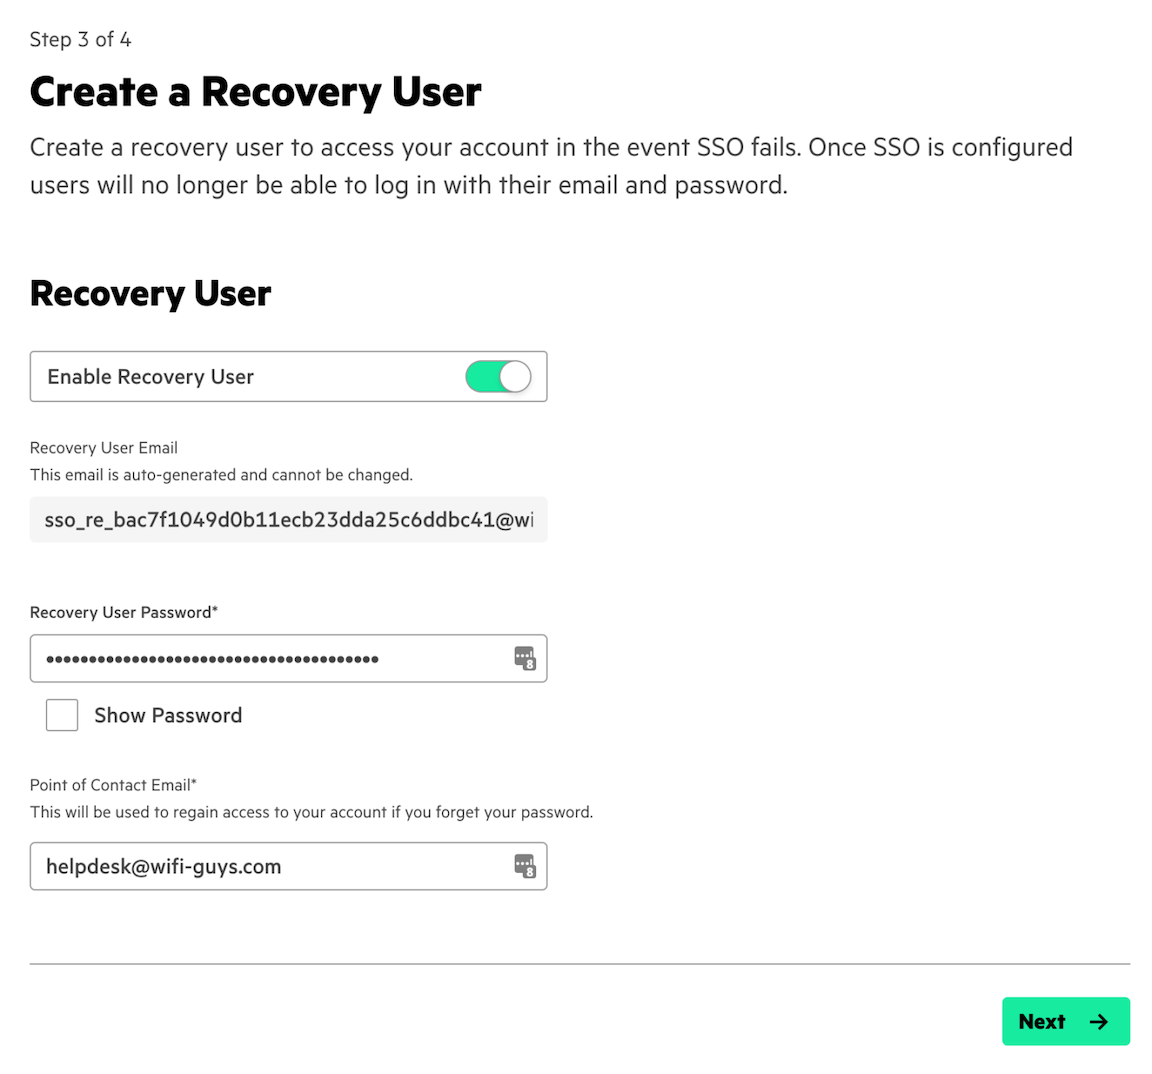 Step 3 of 4
Create a Recovery User
Create a recovery user to access your account in the event SSO fails. Once SSO is configured
users will no longer be able to log in with their email and password.
Recovery User
Enable Recovery User
Recovery User Email
This email is auto-generated and cannot be changed.
sso_re_bac7f1049d0b11ecb23dda25c6ddbc41@wi
Recovery User Password*
•••••••••••••••••••••••••••••••••••••••
8
Show Password
Point of Contact Email*
This will be used to regain access to your account if you forget your password.
helpdesk@wifi-guys.com
8
Next →